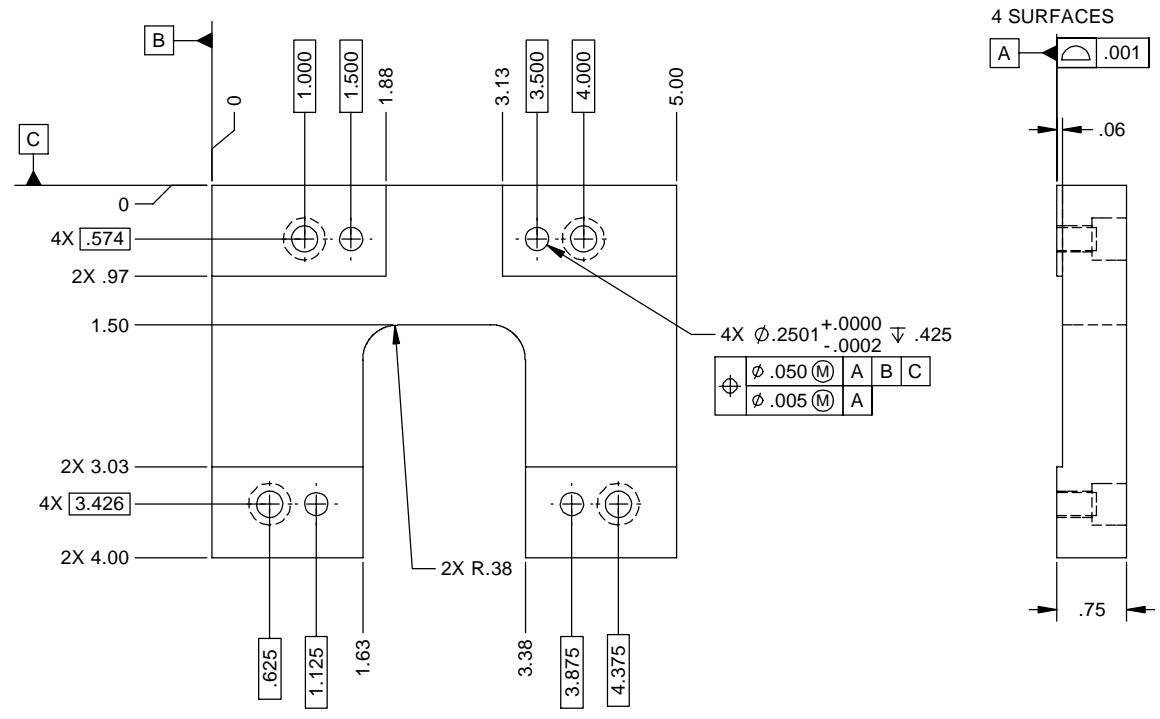 4 SURFACES
A ⌓ .001
B
1.000
1.500
1.88
3.13
3.500
4.000
5.00
0
C
.06
0
4X .574
2X .97
1.50
4X ⌀.2501 +.0000 -.0002 ↧ .425
⌖ ⌀ .050 Ⓜ A B C
⌀ .005 Ⓜ A
2X 3.03
4X 3.426
2X 4.00
2X R.38
.75
.625
1.125
1.63
3.38
3.875
4.375